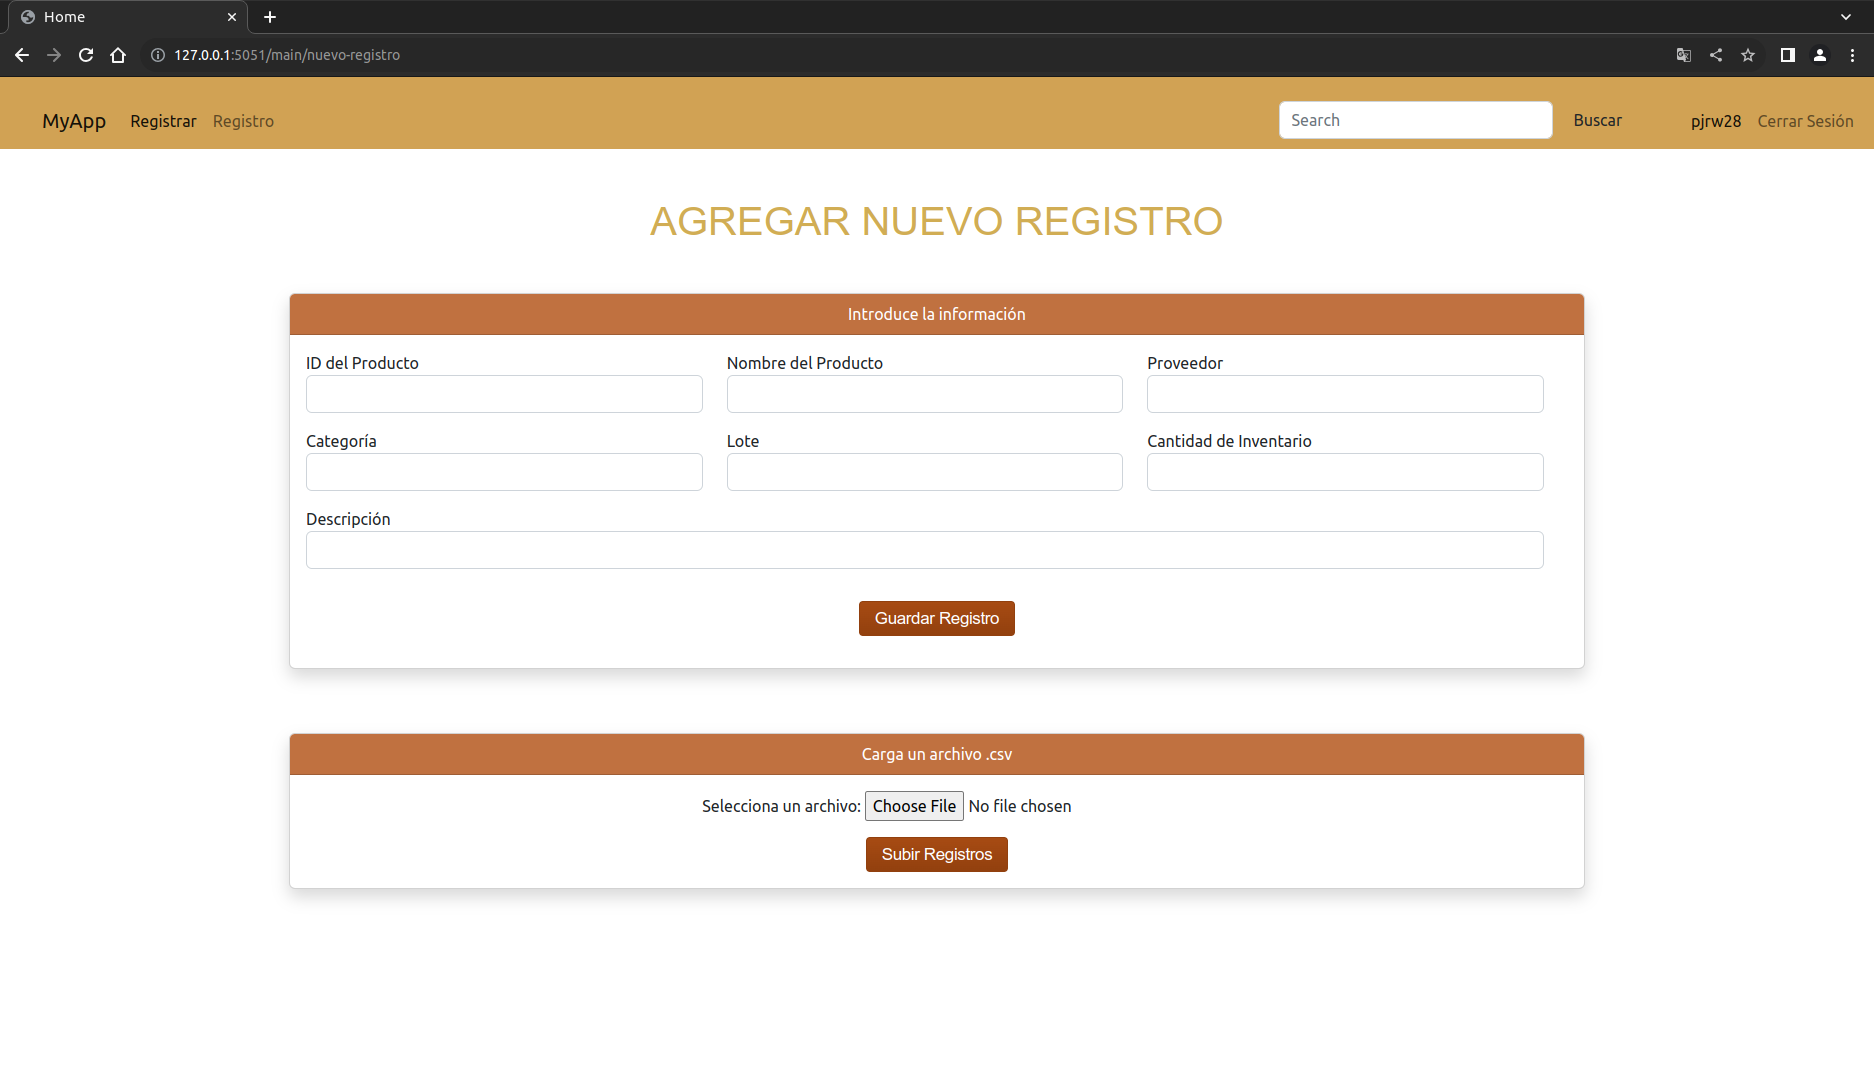 Home
127.0.0.1:5051/main/nuevo-registro
MyApp Registrar Registro Search Buscar pjrw28 Cerrar Sesión
AGREGAR NUEVO REGISTRO
Introduce la información
ID del Producto Nombre del Producto Proveedor
Categoría Lote Cantidad de Inventario
Descripción
Guardar Registro
Carga un archivo .csv
Selecciona un archivo: Choose File No file chosen
Subir Registros